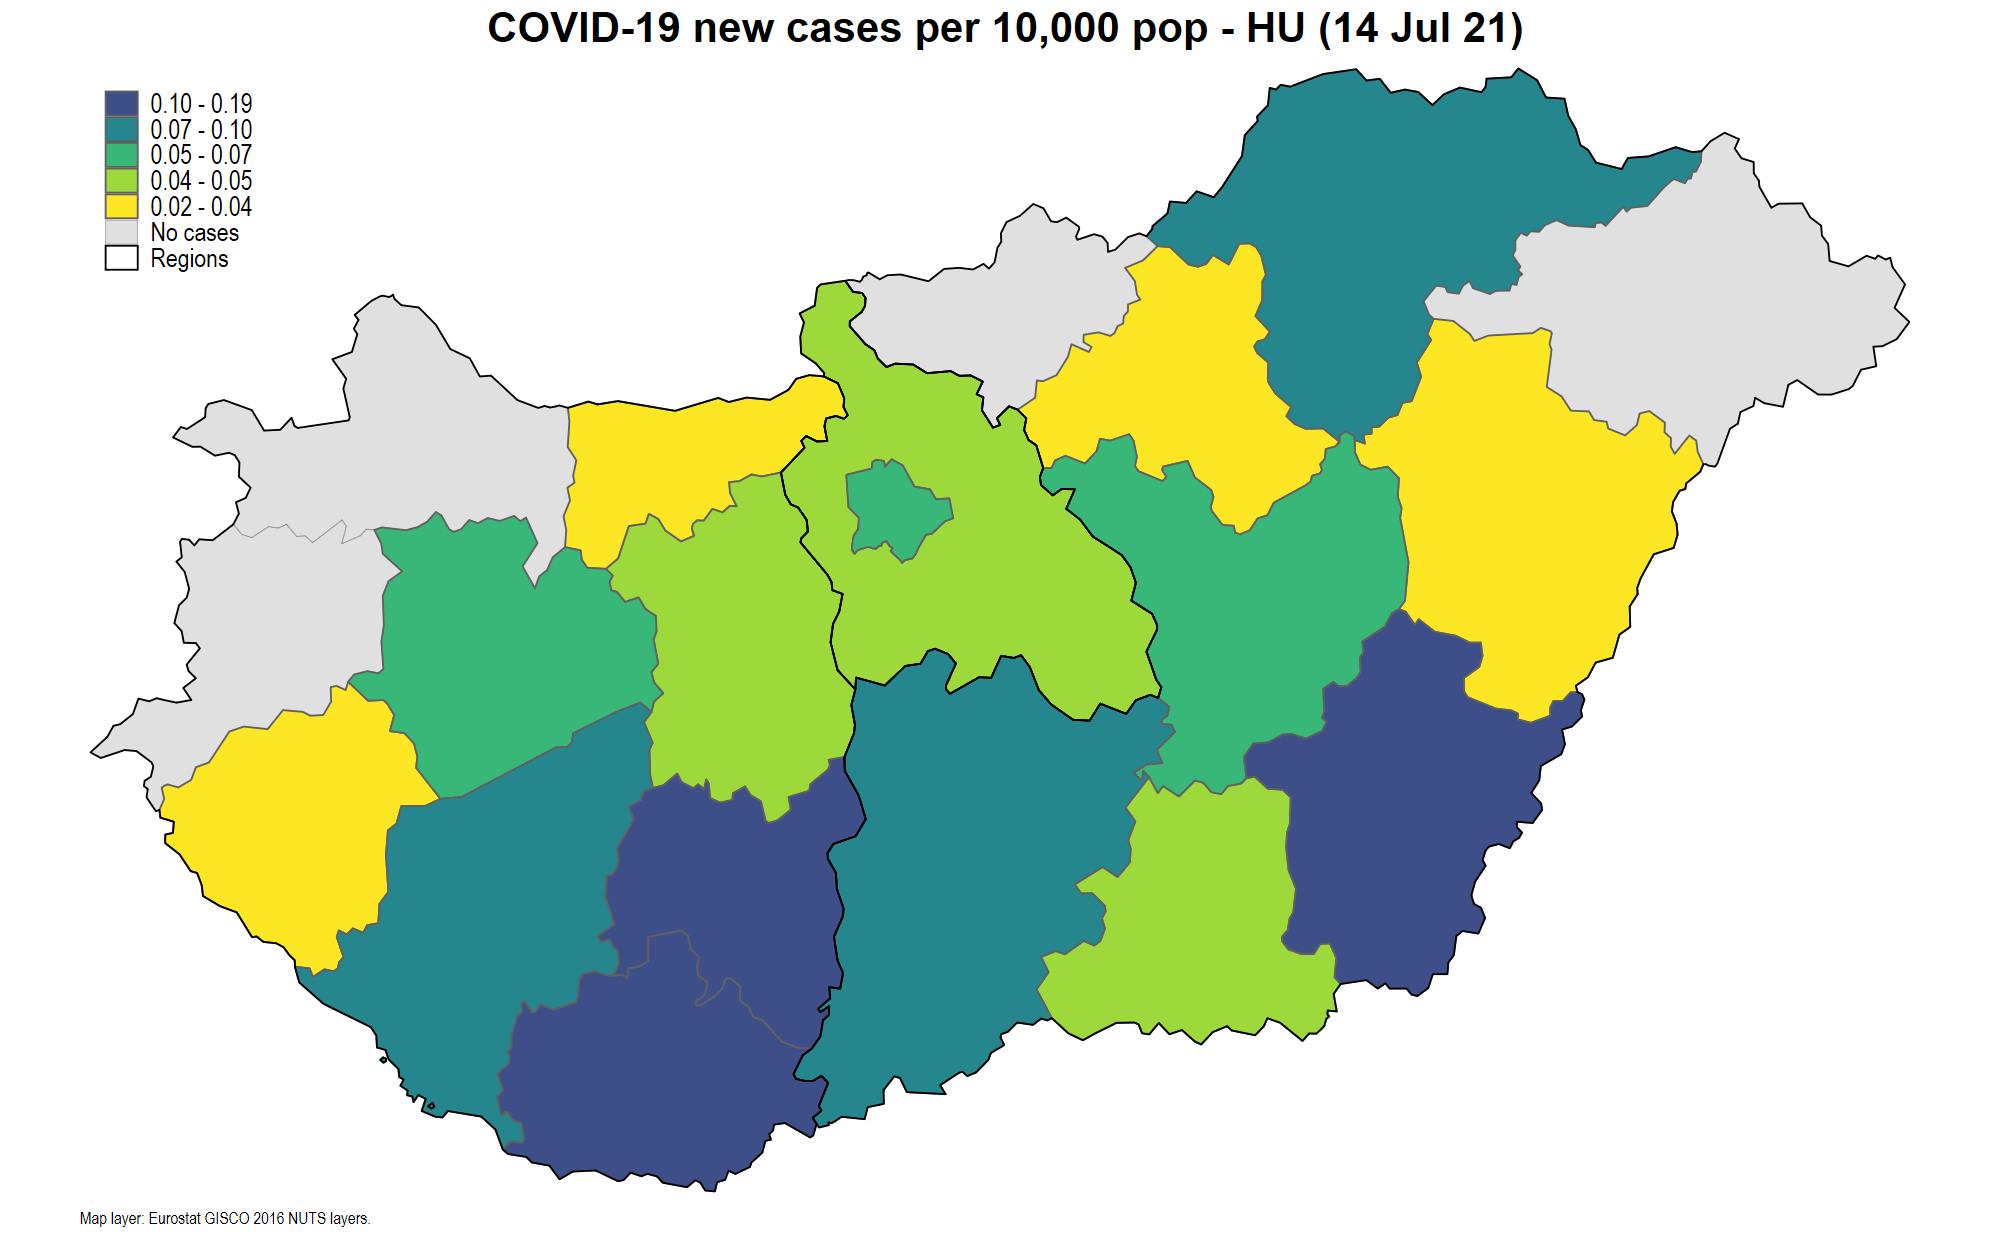 COVID-19 new cases per 10,000 pop - HU (14 Jul 21)
0.10 - 0.19
0.07 - 0.10
0.05 - 0.07
0.04 - 0.05
0.02 - 0.04
No cases
Regions
Map layer: Eurostat GISCO 2016 NUTS layers.